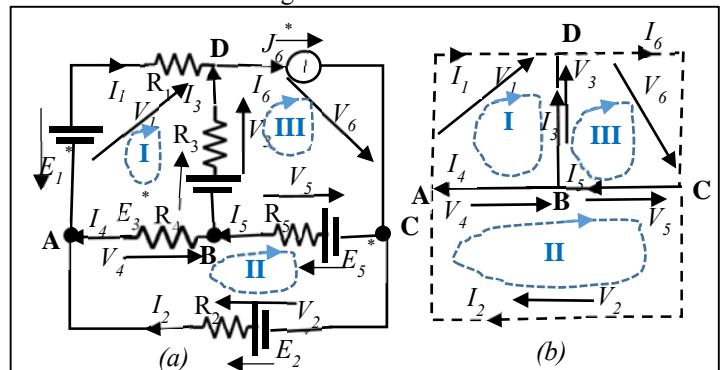 D
D
J6
*
I6
I1
R1
I3
I6
I1
V1
V3
V6
V1
R3
V3
III
V6
I
I3
III
E1
*
I
*
V5
I4
I5
A
B
C
I4
E3
R4
I5
R5
V4
V5
A
B
C
*
V4
II
E5
II
I2
R2
V2
I2
V2
E2
(a)
(b)